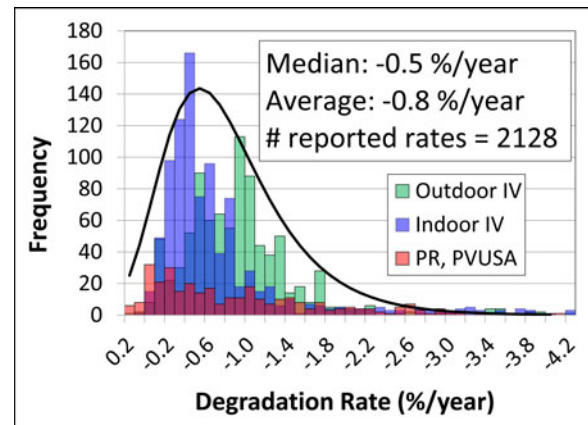 180
160
140
120
100
80
60
40
20
0
Frequency
Median: -0.5 %/year
Average: -0.8 %/year
# reported rates = 2128
Outdoor IV
Indoor IV
PR, PVUSA
0.2
-0.2
-0.6
-1.0
-1.4
-1.8
-2.2
-2.6
-3.0
-3.4
-3.8
-4.2
Degradation Rate (%/year)